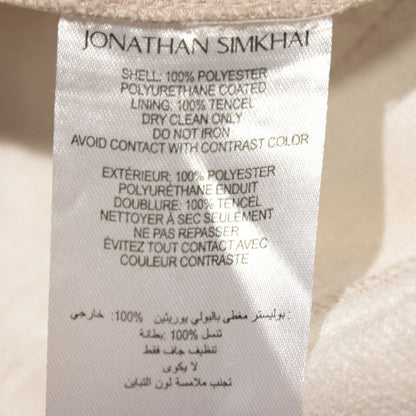 JONATHAN SIMKHAI
SHELL: 100% POLYESTER
POLYURETHANE COATED
LINING: 100% TENCEL
DRY CLEAN ONLY
DO NOT IRON
AVOID CONTACT WITH CONTRAST COLOR
EXTÉRIEUR: 100% POLYESTER
POLYURÉTHANE ENDUIT
DOUBLURE: 100% TENCEL
NETTOYER À SEC SEULEMENT
NE PAS REPASSER
ÉVITEZ TOUT CONTACT AVEC
COULEUR CONTRASTE
بوليستر مغطى بالبولي يوريثين %100: خارجي:
تنسل %100: بطانة
تنظيف جاف فقط
لا يكوى
تجنب ملامسة لون التباين